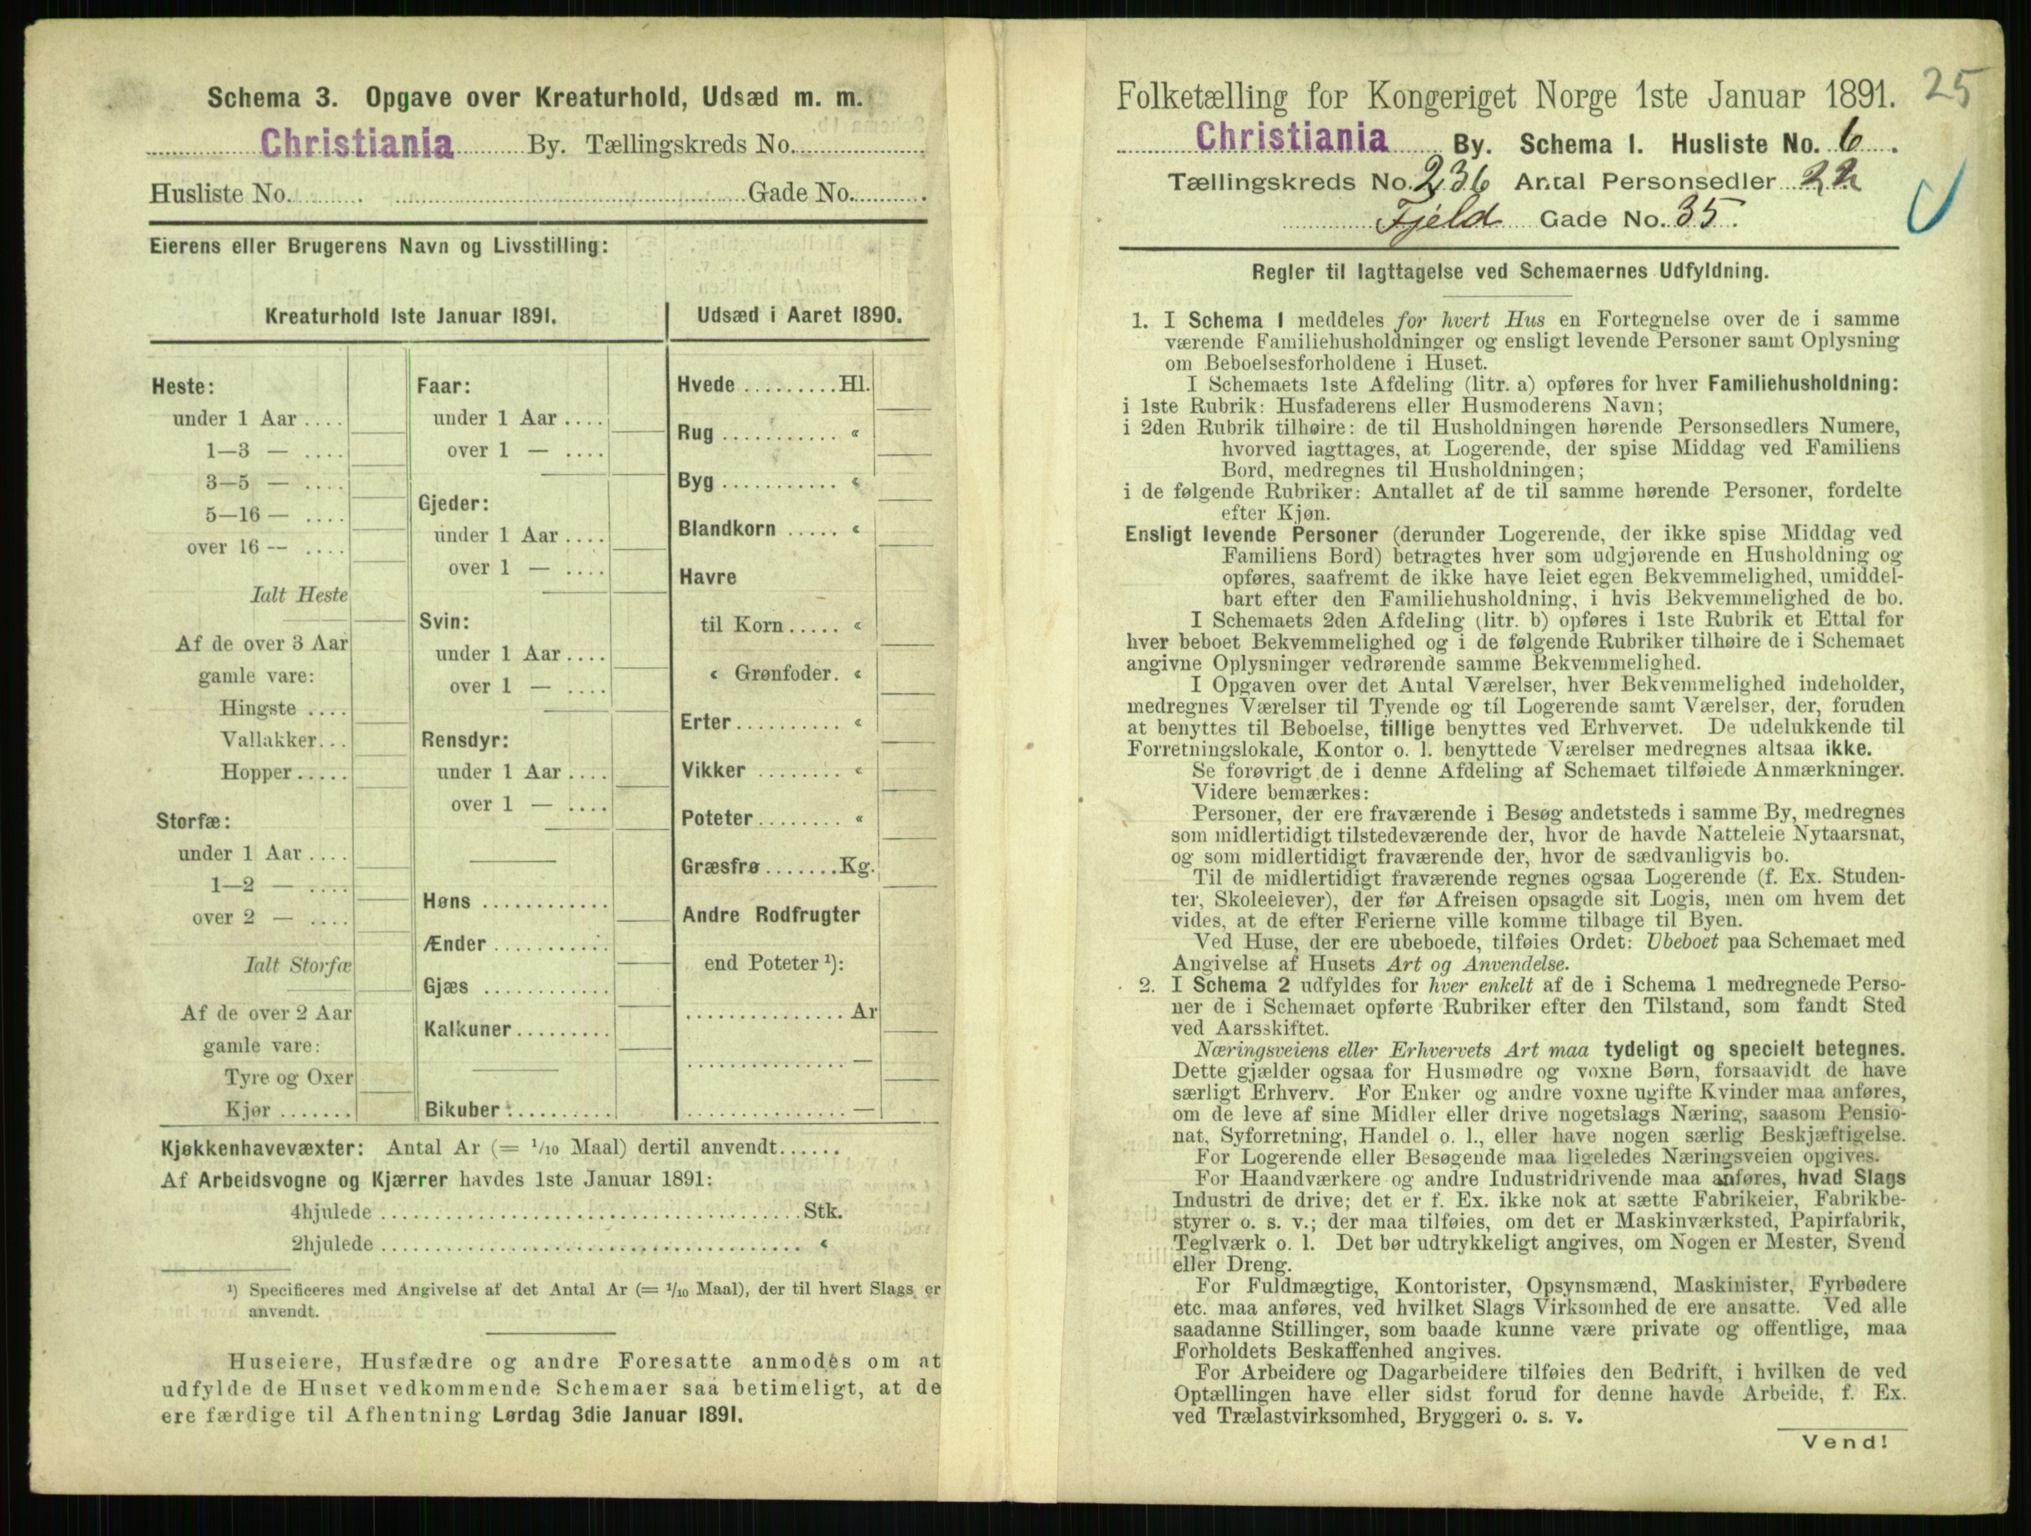 Schema 3. Opgave over Kreaturhold, Udsæd m. m.
Christiania By. Tællingskreds No.
Husliste No. Gade No.
Eierens eller Brugerens Navn og Livsstilling:
Kreaturhold 1ste Januar 1891.
Heste:
under 1 Aar ....
1—3 — ....
3—5 — ....
5—16 — ....
over 16 — ....
Ialt Heste
Af de over 3 Aar
gamle vare:
Hingste ....
Vallakker...
Hopper.....
Storfæ:
under 1 Aar ....
1—2 — ....
over 2 — ....
Ialt Storfæ
Af de over 2 Aar
gamle vare:
Tyre og Oxer
Kjør .......
Faar:
under 1 Aar ....
over 1 — ....
Gjeder:
under 1 Aar ....
over 1 — ....
Svin:
under 1 Aar ....
over 1 — ....
Rensdyr:
under 1 Aar ....
over 1 — ....
Høns ............
Ænder ...........
Gjæs ............
Kalkuner.........
Bikuber ..........
Udsæd i Aaret 1890.
Hvede .........Hl.
Rug ........... «
Byg ........... «
Blandkorn ..... «
Havre
til Korn..... «
« Grønfoder. «
Erter.......... «
Vikker ........ «
Poteter........ «
Græsfrø .......Kg.
Andre Rodfrugter
end Poteter ¹):
............... Ar
............... —
............... —
Kjøkkenhavevæxter: Antal Ar (= 1/10 Maal) dertil anvendt......
Af Arbeidsvogne og Kjærrer havdes 1ste Januar 1891:
4hjulede ....................................Stk.
2hjulede .................................... «
¹) Specificeres med Angivelse af det Antal Ar (= 1/10 Maal), der til hvert Slags er
anvendt.
Huseiere, Husfædre og andre Foresatte anmodes om at
udfylde de Huset vedkommende Schemaer saa betimeligt, at de
ere færdige til Afhentning Lørdag 3die Januar 1891.
25
Folketælling for Kongeriget Norge 1ste Januar 1891.
Christiania By. Schema 1. Husliste No. 6
Tællingskreds No. 236 Antal Personsedler 22
Fjeld Gade No. 35.
Regler til Iagttagelse ved Schemaernes Udfyldning.
1. I Schema 1 meddeles for hvert Hus en Fortegnelse over de i samme
værende Familiehusholdninger og ensligt levende Personer samt Oplysning
om Beboelsesforholdene i Huset.
I Schemaets 1ste Afdeling (litr. a) opføres for hver Familiehusholdning:
i 1ste Rubrik: Husfaderens eller Husmoderens Navn;
i 2den Rubrik tilhøire: de til Husholdningen hørende Personsedlers Numere,
hvorved iagttages, at Logerende, der spise Middag ved Familiens
Bord, medregnes til Husholdningen;
i de følgende Rubriker: Antallet af de til samme hørende Personer, fordelte
efter Kjøn.
Ensligt levende Personer (derunder Logerende, der ikke spise Middag ved
Familiens Bord) betragtes hver som udgjørende en Husholdning og
opføres, saafremt de ikke have leiet egen Bekvemmelighed, umiddel-
bart efter den Familiehusholdning, i hvis Bekvemmelighed de bo.
I Schemaets 2den Afdeling (litr. b) opføres i 1ste Rubrik et Ettal for
hver beboet Bekvemmelighed og i de følgende Rubriker tilhøire de i Schemaet
angivne Oplysninger vedrørende samme Bekvemmelighed.
I Opgaven over det Antal Værelser, hver Bekvemmelighed indeholder,
medregnes Værelser til Tyende og til Logerende samt Værelser, der, foruden
at benyttes til Beboelse, tillige benyttes ved Erhvervet. De udelukkende til
Forretningslokale, Kontor o. l. benyttede Værelser medregnes altsaa ikke.
Se forøvrigt de i denne Afdeling af Schemaet tilføiede Anmærkninger.
Videre bemærkes:
Personer, der ere fraværende i Besøg andetsteds i samme By, medregnes
som midlertidigt tilstedeværende der, hvor de havde Natteleie Nytaarsnat,
og som midlertidigt fraværende der, hvor de sædvanligvis bo.
Til de midlertidigt fraværende regnes ogsaa Logerende (f. Ex. Studen-
ter, Skoleelever), der før Afreisen opsagde sit Logis, men om hvem det
vides, at de efter Ferierne ville komme tilbage til Byen.
Ved Huse, der ere ubeboede, tilføies Ordet: Ubeboet paa Schemaet med
Angivelse af Husets Art og Anvendelse.
2. I Schema 2 udfyldes for hver enkelt af de i Schema 1 medregnede Perso-
ner de i Schemaet opførte Rubriker efter den Tilstand, som fandt Sted
ved Aarsskiftet.
Næringsveiens eller Erhvervets Art maa tydeligt og specielt betegnes.
Dette gjælder ogsaa for Husmødre og voxne Børn, forsaavidt de have
særligt Erhverv. For Enker og andre voxne ugifte Kvinder maa anføres,
om de leve af sine Midler eller drive nogetslags Næring, saasom Pensio-
nat, Syforretning, Handel o. l., eller have nogen særlig Beskjæftigelse.
For Logerende eller Besøgende maa ligeledes Næringsveien opgives.
For Haandværkere og andre Industridrivende maa anføres, hvad Slags
Industri de drive; det er f. Ex. ikke nok at sætte Fabrikeier, Fabrikbe-
styrer o. s. v.; der maa tilføies, om det er Maskinværksted, Papirfabrik,
Teglværk o. l. Det bør udtrykkeligt angives, om Nogen er Mester, Svend
eller Dreng.
For Fuldmægtige, Kontorister, Opsynsmænd, Maskinister, Fyrbødere
etc. maa anføres, ved hvilket Slags Virksomhed de ere ansatte. Ved alle
saadanne Stillinger, som baade kunne være private og offentlige, maa
Forholdets Beskaffenhed angives.
For Arbeidere og Dagarbeidere tilføies den Bedrift, i hvilken de ved
Optællingen have eller sidst forud for denne havde Arbeide, f. Ex.
ved Trælastvirksomhed, Bryggeri o. s. v.
Vend!